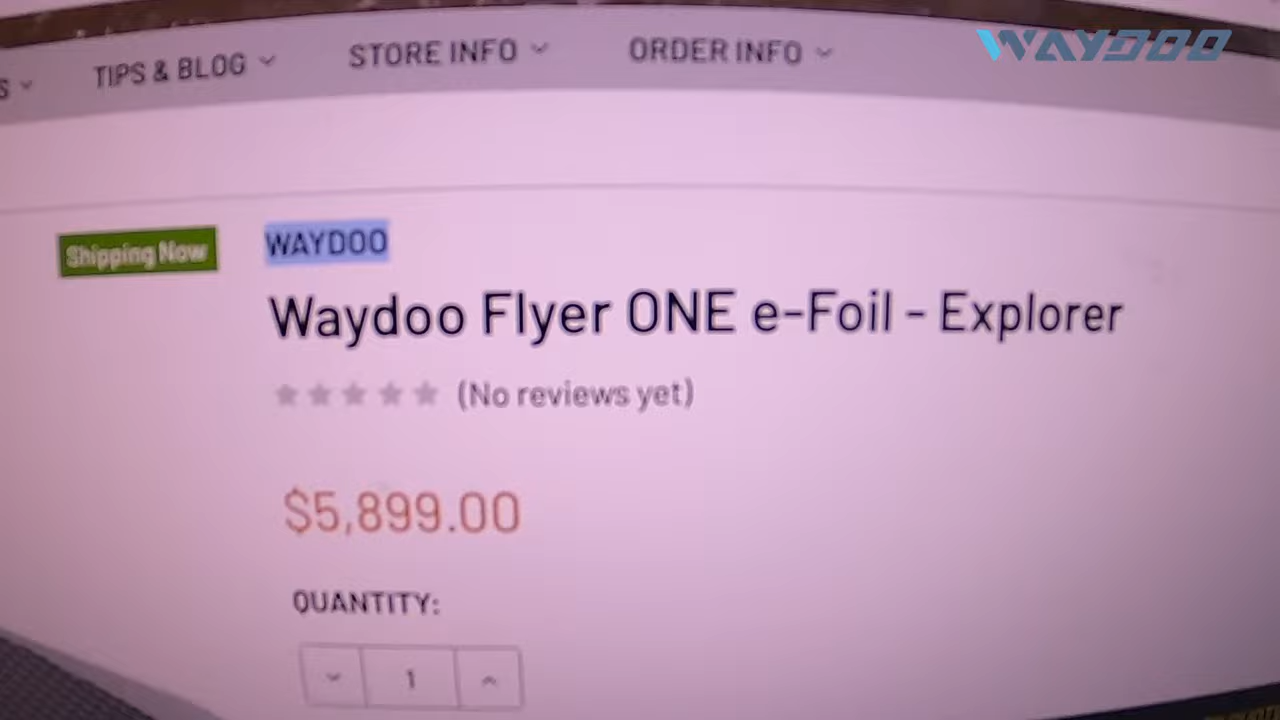 S
TIPS & BLOG
STORE INFO
ORDER INFO
WAYDOO
Shipping Now
WAYDOO
Waydoo Flyer ONE e-Foil - Explorer
(No reviews yet)
$5,899.00
QUANTITY:
1